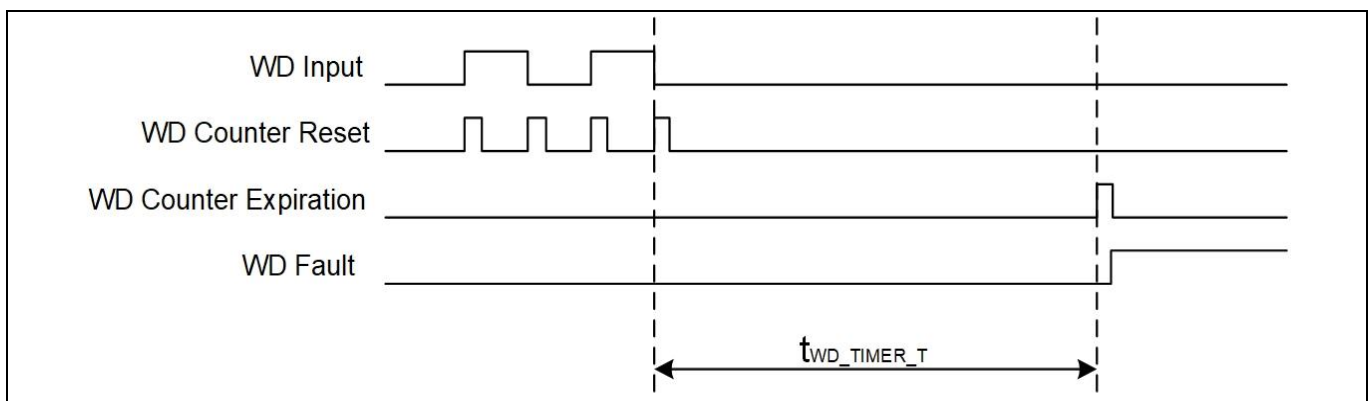 WD Input
WD Counter Reset
WD Counter Expiration
WD Fault
tWD_TIMER_T